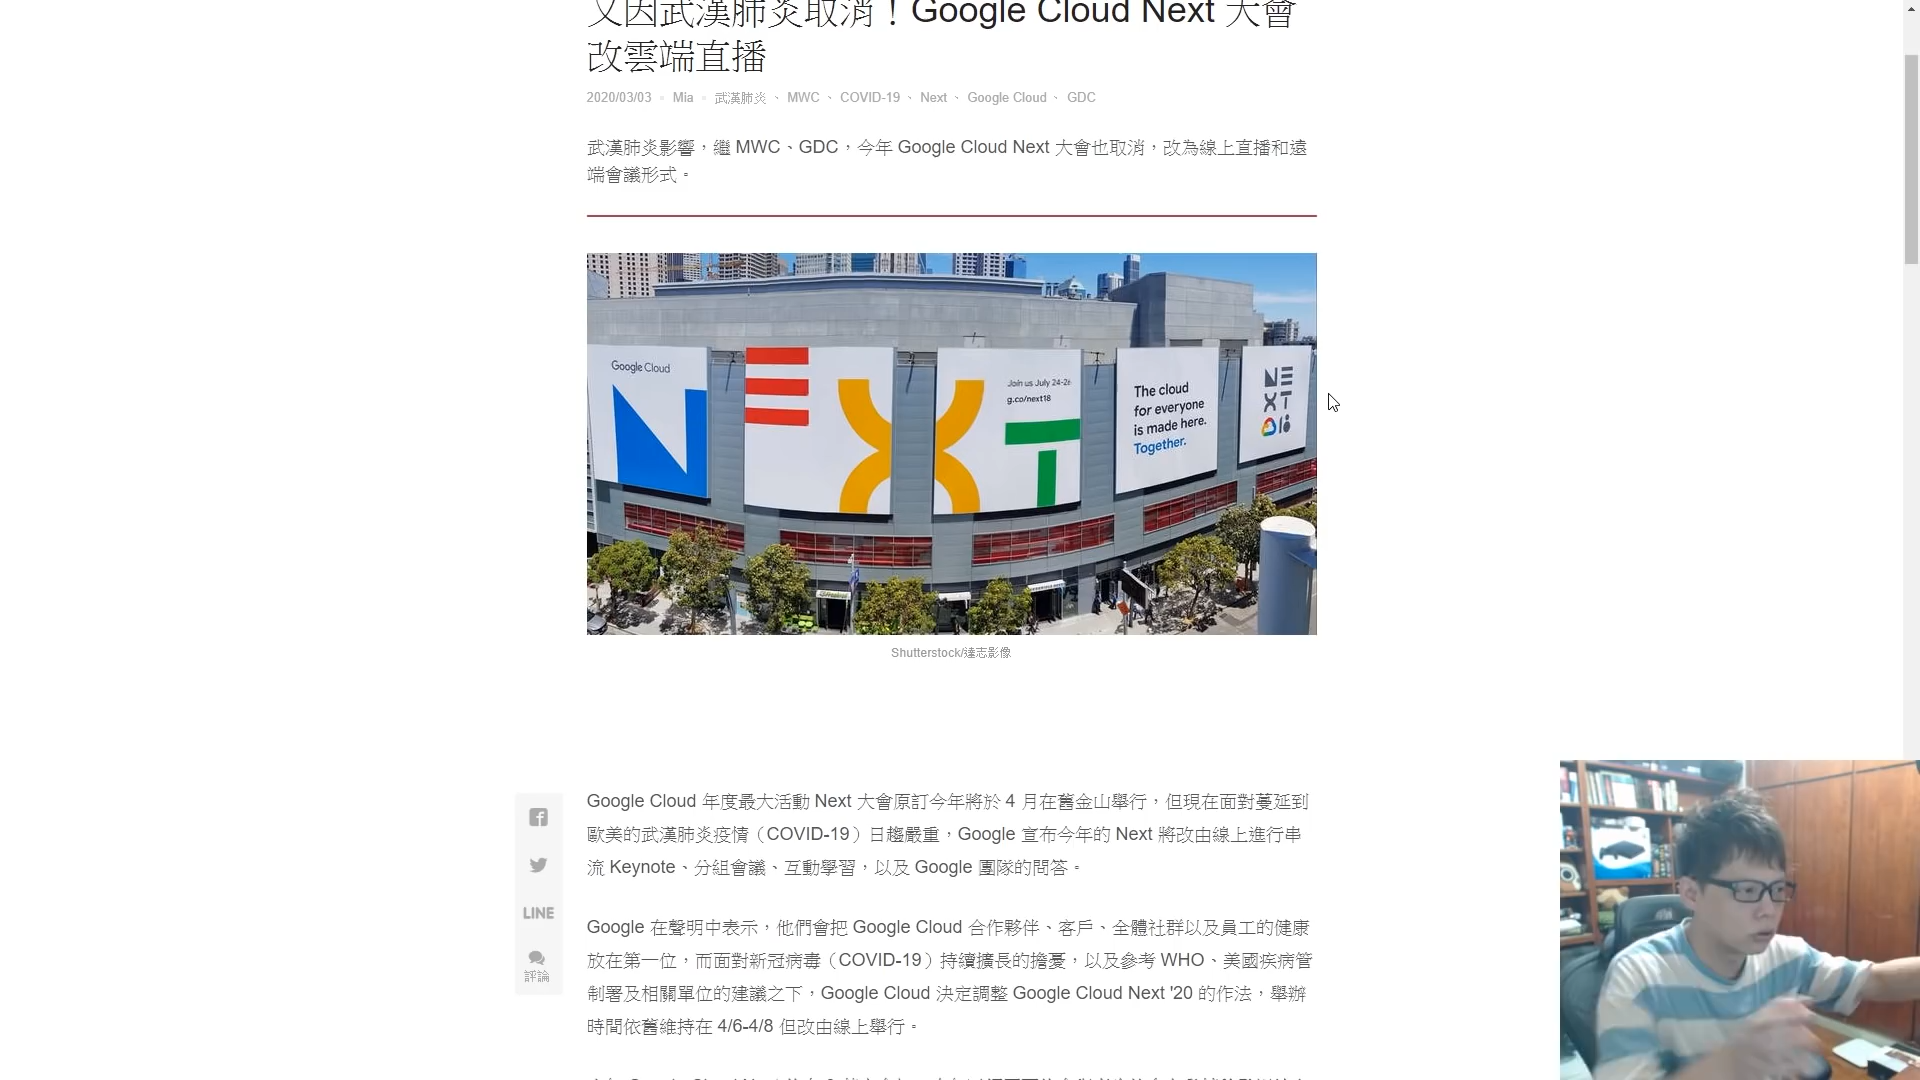 又因武漢肺炎取消！Google Cloud Next 大會
改雲端直播
2020/03/03 Mia 武漢肺炎 、 MWC 、 COVID-19 、 Next 、 Google Cloud 、 GDC
武漢肺炎影響，繼 MWC、GDC，今年 Google Cloud Next 大會也取消，改為線上直播和遠
端會議形式。
Google Cloud
NEXT
Join us July 24-26
g.co/next18
The cloud
for everyone
is made here.
Together.
NE
XT
18
Shutterstock/達志影像
Google Cloud 年度最大活動 Next 大會原訂今年將於 4 月在舊金山舉行，但現在面對蔓延到
歐美的武漢肺炎疫情（COVID-19）日趨嚴重，Google 宣布今年的 Next 將改由線上進行串
流 Keynote、分組會議、互動學習，以及 Google 團隊的問答。
LINE
評論
Google 在聲明中表示，他們會把 Google Cloud 合作夥伴、客戶、全體社群以及員工的健康
放在第一位，而面對新冠病毒（COVID-19）持續擴長的擔憂，以及參考 WHO、美國疾病管
制署及相關單位的建議之下，Google Cloud 決定調整 Google Cloud Next '20 的作法，舉辦
時間依舊維持在 4/6-4/8 但改由線上舉行。